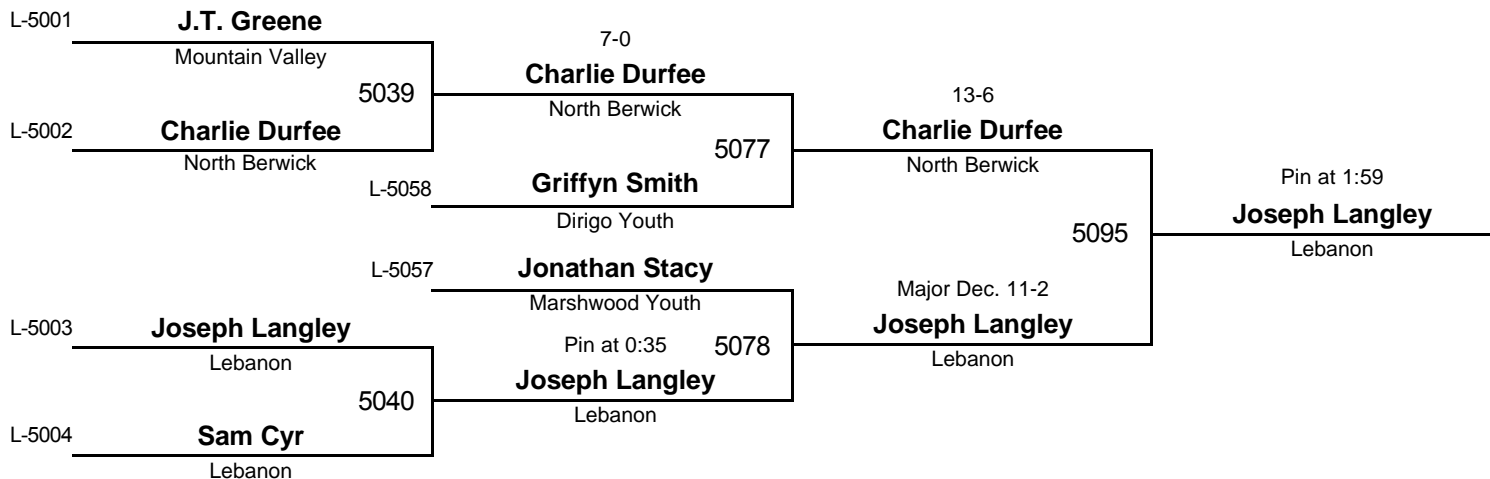 L-5001
J.T. Greene
Mountain Valley
5039
L-5002
Charlie Durfee
North Berwick
7-0
Charlie Durfee
North Berwick
5077
L-5058
Griffyn Smith
Dirigo Youth
13-6
Charlie Durfee
North Berwick
5095
Pin at 1:59
Joseph Langley
Lebanon
L-5057
Jonathan Stacy
Marshwood Youth
5078
Major Dec. 11-2
Joseph Langley
Lebanon
L-5003
Joseph Langley
Lebanon
5040
Pin at 0:35
Joseph Langley
Lebanon
L-5004
Sam Cyr
Lebanon